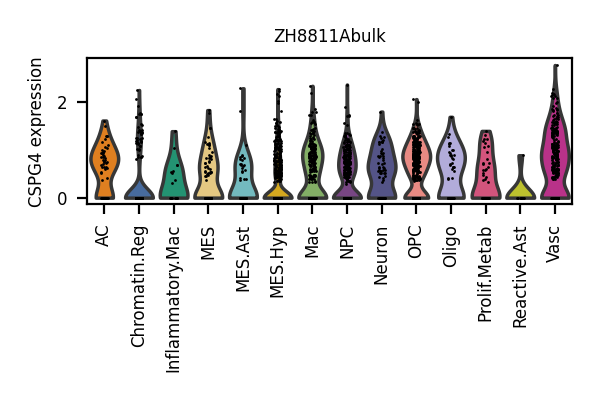 ZH8811Abulk
CSPG4 expression
2
0
AC
Chromatin.Reg
Inflammatory.Mac
MES
MES.Ast
MES.Hyp
Mac
NPC
Neuron
OPC
Oligo
Prolif.Metab
Reactive.Ast
Vasc